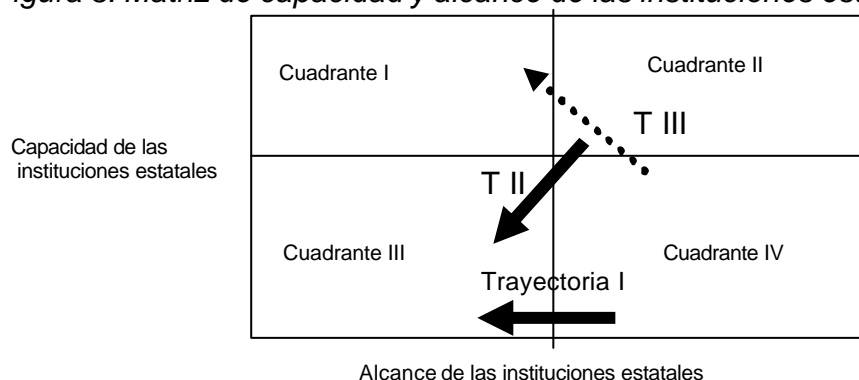 igura 3. Matriz de capacidad y alcance de las instituciones est
Cuadrante I
Cuadrante II
T III
Capacidad de las
instituciones estatales
T II
Cuadrante III
Cuadrante IV
Trayectoria I
Alcance de las instituciones estatales